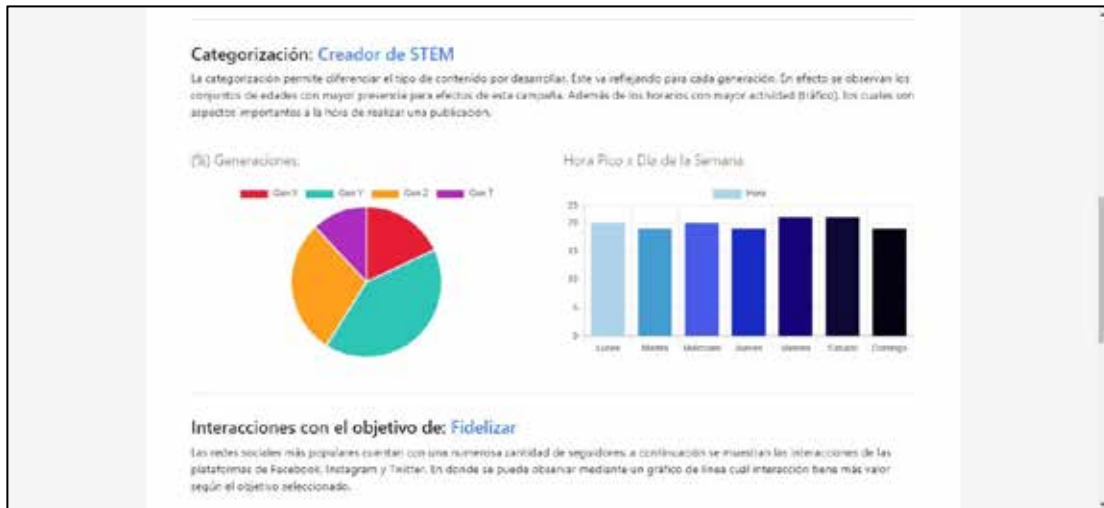 Categorización: Creador de STEM
La categorización permite diferenciar el tipo de contenido por desarrollar. Este va reflejando para cada generación. En efecto se observan los
conjuntos de edades con mayor presencia para efectos de esta campaña. Además de los horarios con mayor actividad (tráfico), los cuales son
aspectos importantes a la hora de realizar una publicación.
(%) Generaciones:
Hora Pico x Día de la Semana
Gen X Gen Y Gen Z Gen T
Hora
25
20
15
10
5
0
Lunes Martes Miércoles Jueves Viernes Sábado Domingo
Interacciones con el objetivo de: Fidelizar
Las redes sociales más populares cuentan con una numerosa cantidad de seguidores, a continuación se muestran las interacciones de las
plataformas de Facebook, Instagram y Twitter. En donde se puede observar mediante un gráfico de línea cuál interacción tiene más valor
según el objetivo seleccionado.